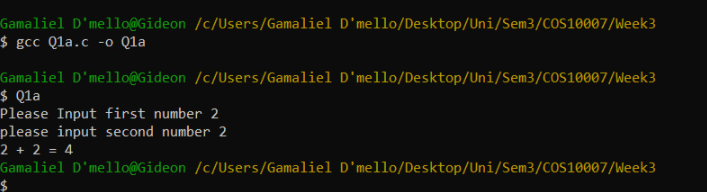 Gamaliel D'mello@Gideon /c/Users/Gamaliel D'mello/Desktop/Uni/Sem3/COS10007/Week3
$ gcc Q1a.c -o Q1a
Gamaliel D'mello@Gideon /c/Users/Gamaliel D'mello/Desktop/Uni/Sem3/COS10007/Week3
$ Q1a
Please Input first number 2
please input second number 2
2 + 2 = 4
Gamaliel D'mello@Gideon /c/Users/Gamaliel D'mello/Desktop/Uni/Sem3/COS10007/Week3
$